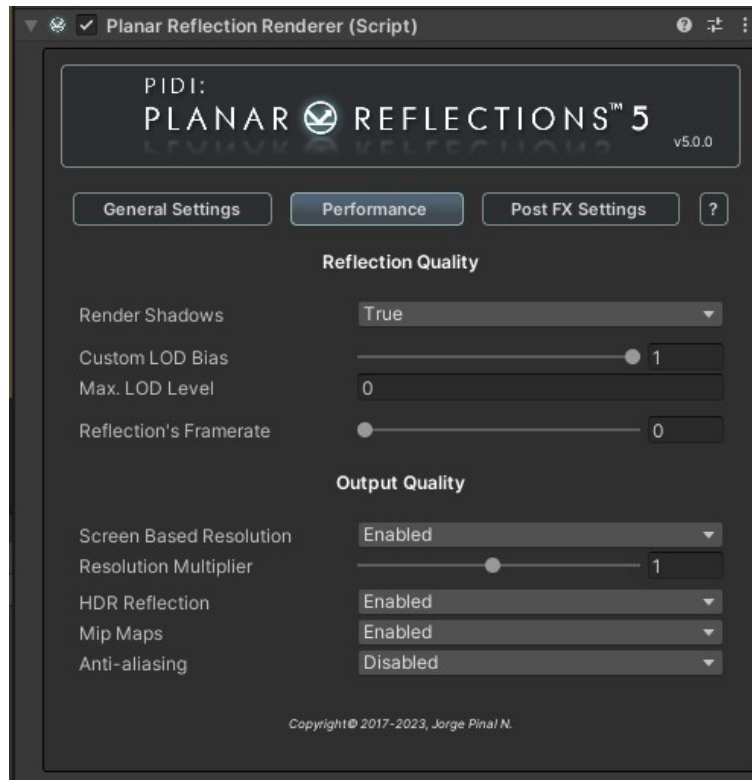 Planar Reflection Renderer (Script)
PIDI:
PLANAR REFLECTIONS™ 5
v5.0.0
General Settings Performance Post FX Settings ?
Reflection Quality
Render Shadows True
Custom LOD Bias 1
Max. LOD Level 0
Reflection's Framerate 0
Output Quality
Screen Based Resolution Enabled
Resolution Multiplier 1
HDR Reflection Enabled
Mip Maps Enabled
Anti-aliasing Disabled
Copyright© 2017-2023, Jorge Pinal N.